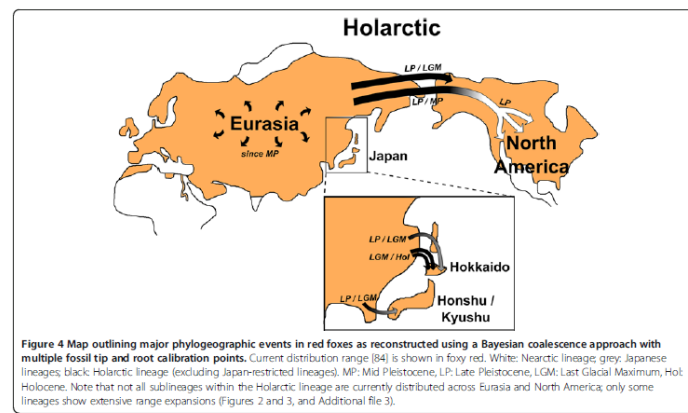 Holarctic
LP / LGM
LP / MP
LP
Eurasia
since MP
North
America
Japan
LP / LGM
LGM / Hol
Hokkaido
Honshu /
Kyushu
LP / LGM
Figure 4 Map outlining major phylogeographic events in red foxes as reconstructed using a Bayesian coalescence approach with
multiple fossil tip and root calibration points. Current distribution range [84] is shown in foxy red. White: Nearctic lineage; grey: Japanese
lineages; black: Holarctic lineage (excluding Japan-restricted lineages). MP: Mid Pleistocene, LP: Late Pleistocene, LGM: Last Glacial Maximum, Hol:
Holocene. Note that not all sublineages within the Holarctic lineage are currently distributed across Eurasia and North America; only some
lineages show extensive range expansions (Figures 2 and 3, and Additional file 3).